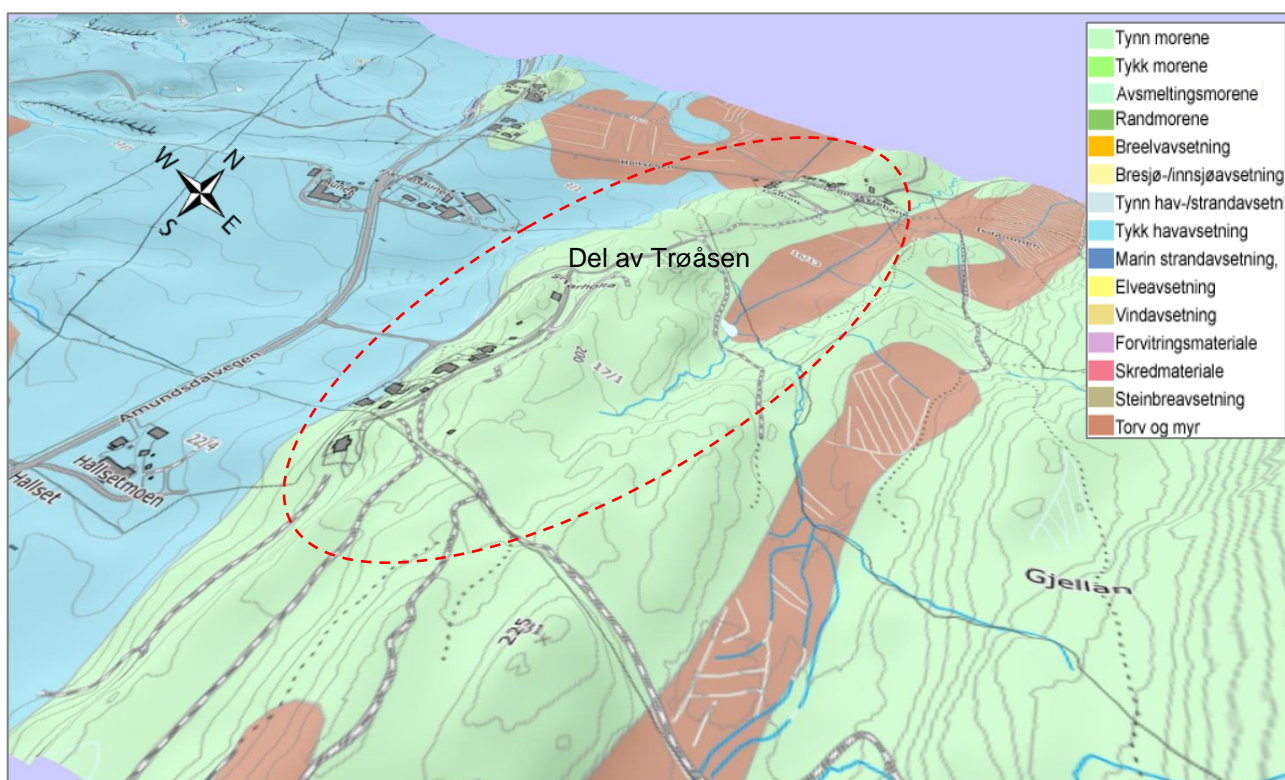 Tynn morene
Tykk morene
Avsmeltingsmorene
Randmorene
Breelvavsetning
Bresjø-/innsjøavsetning
Tynn hav-/strandavsetn
Tykk havavsetning
Marin strandavsetning,
Elveavsetning
Vindavsetning
Forvitringsmateriale
Skredmateriale
Steinbreavsetning
Torv og myr
N
W
E
S
Del av Trøåsen
200
17/1
Amundsdalvegen
22/4
Hallsetmoen
Hallset
Gjellan
225